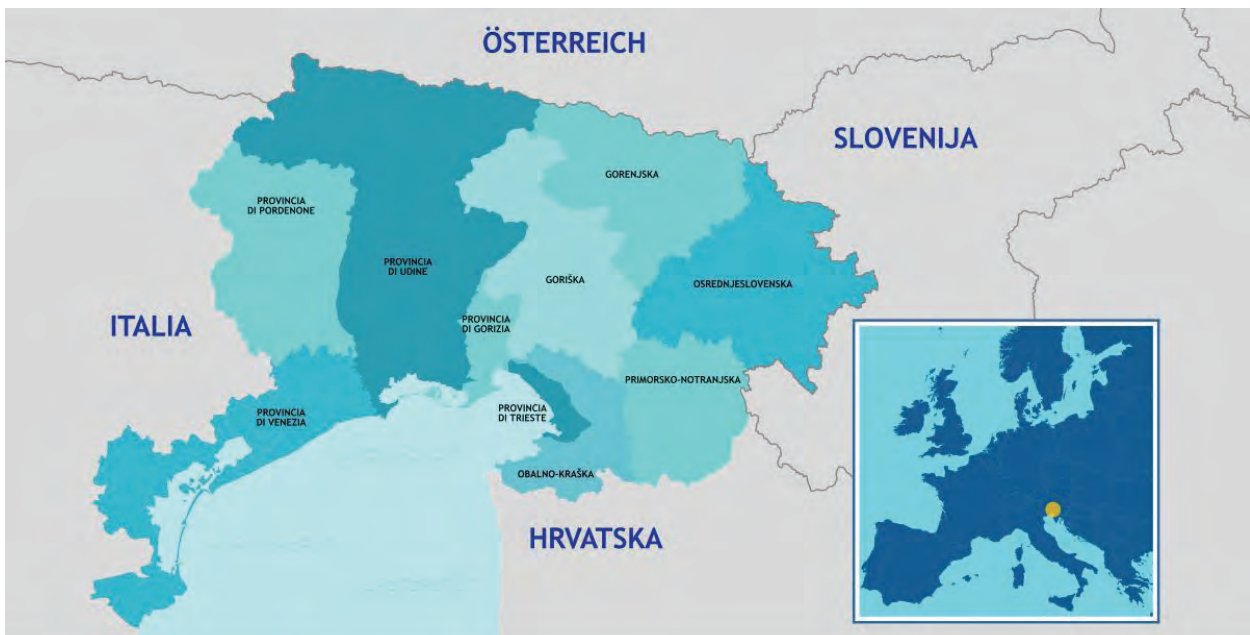 ÖSTERREICH
SLOVENIJA
GORENJSKA
PROVINCIA
DI PORDENONE
PROVINCIA
DI UDINE
GORIŠKA
OSREDNJESLOVENSKA
ITALIA
PROVINCIA
DI GORIZIA
PRIMORSKO-NOTRANJSKA
PROVINCIA
DI VENEZIA
PROVINCIA
DI TRIESTE
OBALNO-KRAŠKA
HRVATSKA